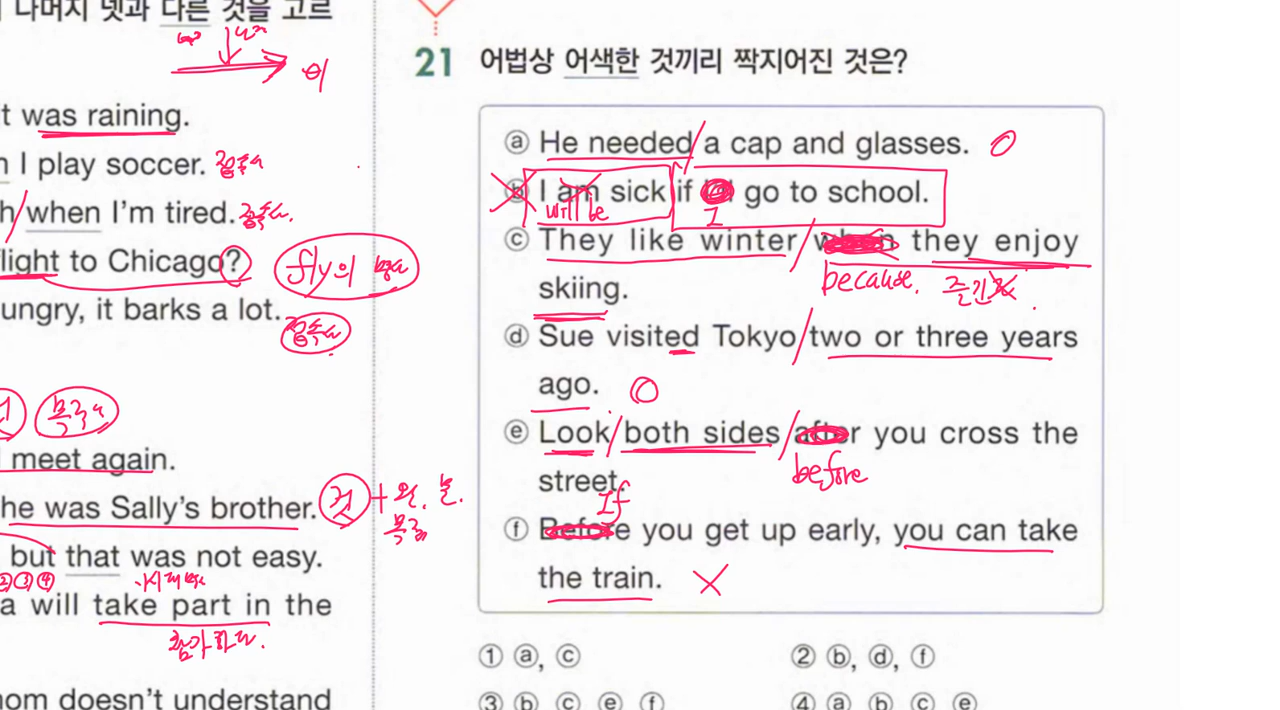 나머지 넷과 다른 것을 고르
t was raining.
I play soccer. 접속사
when I'm tired. 접속사.
light to Chicago? fly의 명사
ungry, it barks a lot.
접속사
목적어
meet again.
he was Sally's brother. 것
but that was not easy.
②③④
a will take part in the
참가하다.
mom doesn't understand
21 어법상 어색한 것끼리 짝지어진 것은?
ⓐ He needed a cap and glasses.
ⓑ I am sick if go to school.
will be I
ⓒ They like winter when they enjoy
because.
skiing.
ⓓ Sue visited Tokyo two or three years
ago.
ⓔ Look both sides after you cross the
before
street.
If
ⓕ Before you get up early, you can take
the train.
① ⓐ, ⓒ ② ⓑ, ⓓ, ⓕ
③ ⓑ ⓒ ⓔ ⓕ ④ ⓐ ⓑ ⓒ ⓔ